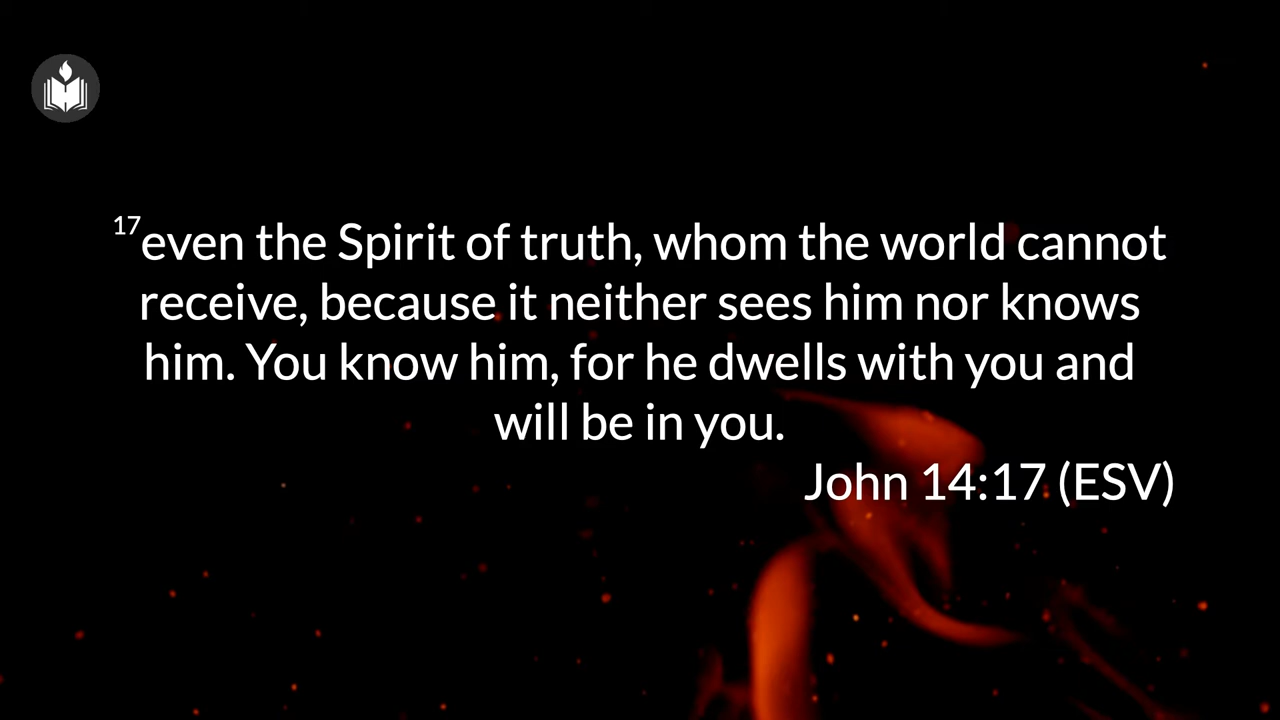 17even the Spirit of truth, whom the world cannot
receive, because it neither sees him nor knows
him. You know him, for he dwells with you and
will be in you.
John 14:17 (ESV)